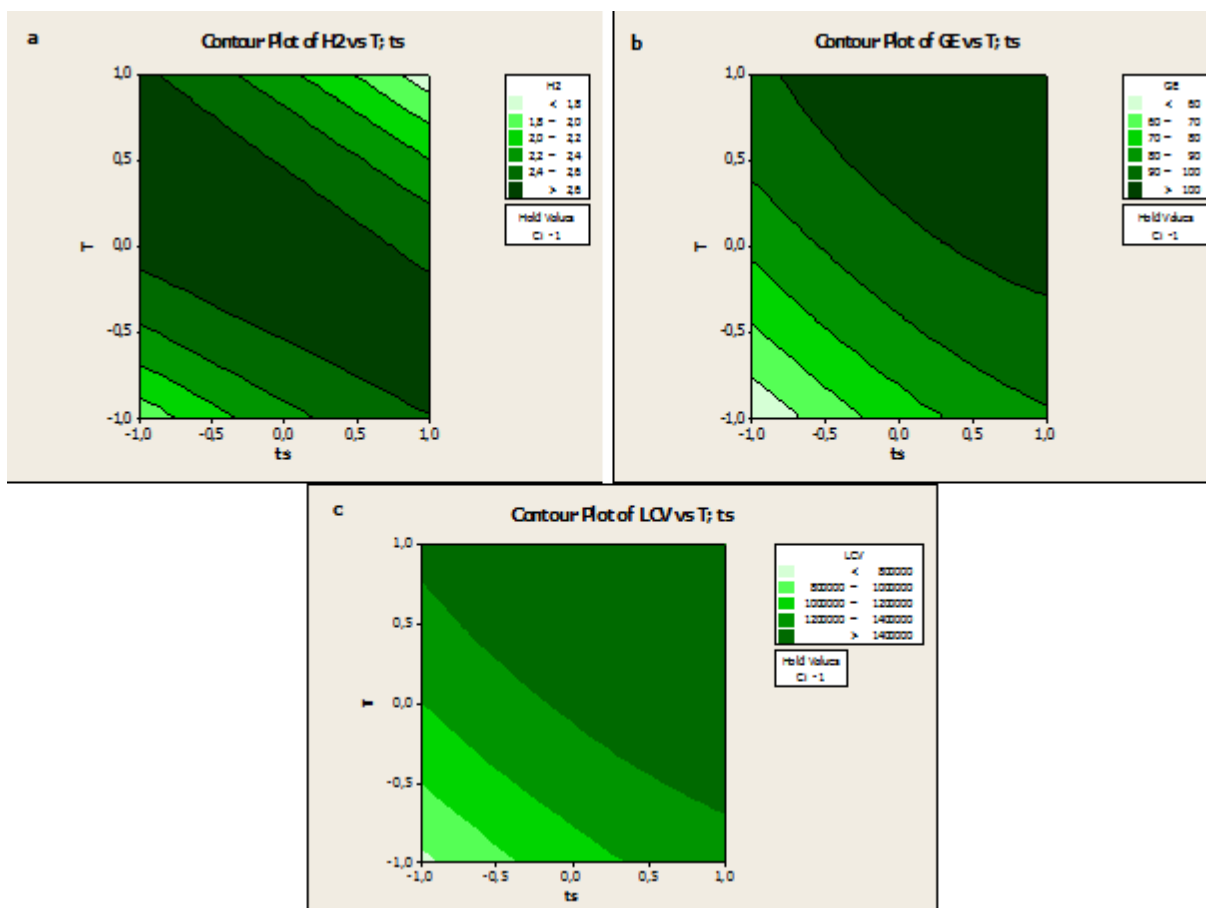 a
Contour Plot of H2 vs T; ts
H2
< 1,8
1,8 – 2,0
2,0 – 2,2
2,2 – 2,4
2,4 – 2,6
> 2,6
Hold Values
Ci -1
1,0
0,5
0,0
-0,5
-1,0
T
-1,0 -0,5 0,0 0,5 1,0
ts
b
Contour Plot of GE vs T; ts
GE
< 60
60 – 70
70 – 80
80 – 90
90 – 100
> 100
Hold Values
Ci -1
1,0
0,5
0,0
-0,5
-1,0
T
-1,0 -0,5 0,0 0,5 1,0
ts
c
Contour Plot of LCV vs T; ts
LCV
< 800000
800000 – 1000000
1000000 – 1200000
1200000 – 1400000
> 1400000
Hold Values
Ci -1
1,0
0,5
0,0
-0,5
-1,0
T
-1,0 -0,5 0,0 0,5 1,0
ts